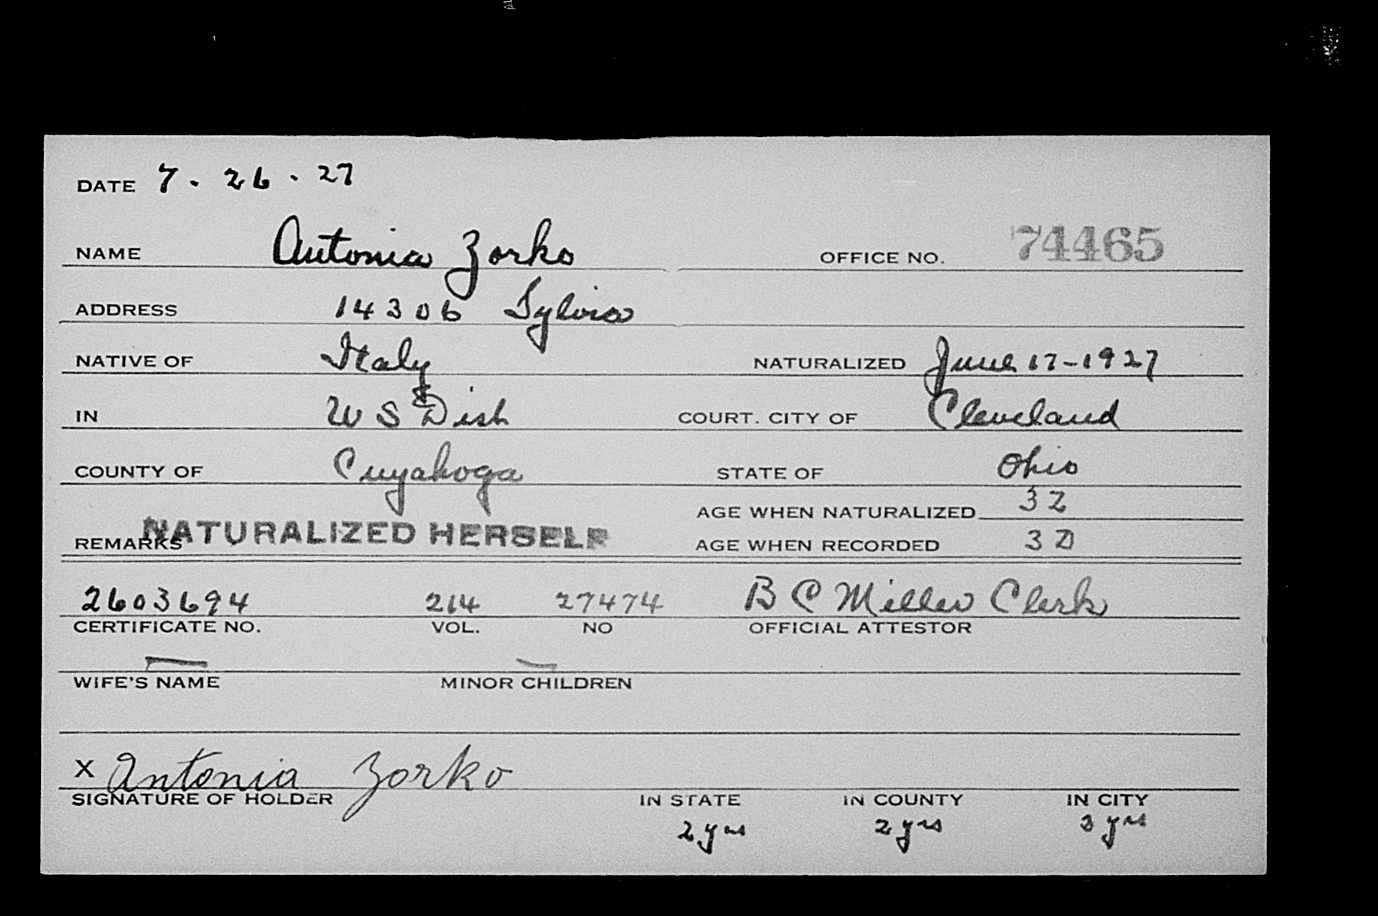 DATE 7 - 26 - 27
NAME Antonia Zorko OFFICE NO. 74465
ADDRESS 14306 Sylvia
NATIVE OF Italy NATURALIZED June 17-1927
IN U S Dist COURT. CITY OF Cleveland
COUNTY OF Cuyahoga STATE OF Ohio
AGE WHEN NATURALIZED 32
REMARKS NATURALIZED HERSELF AGE WHEN RECORDED 32
2603694 214 27474 B C Miller Clerk
CERTIFICATE NO. VOL. NO OFFICIAL ATTESTOR
WIFE'S NAME MINOR CHILDREN
X Antonia Zorko
SIGNATURE OF HOLDER IN STATE IN COUNTY IN CITY
2 yrs 2 yrs yrs